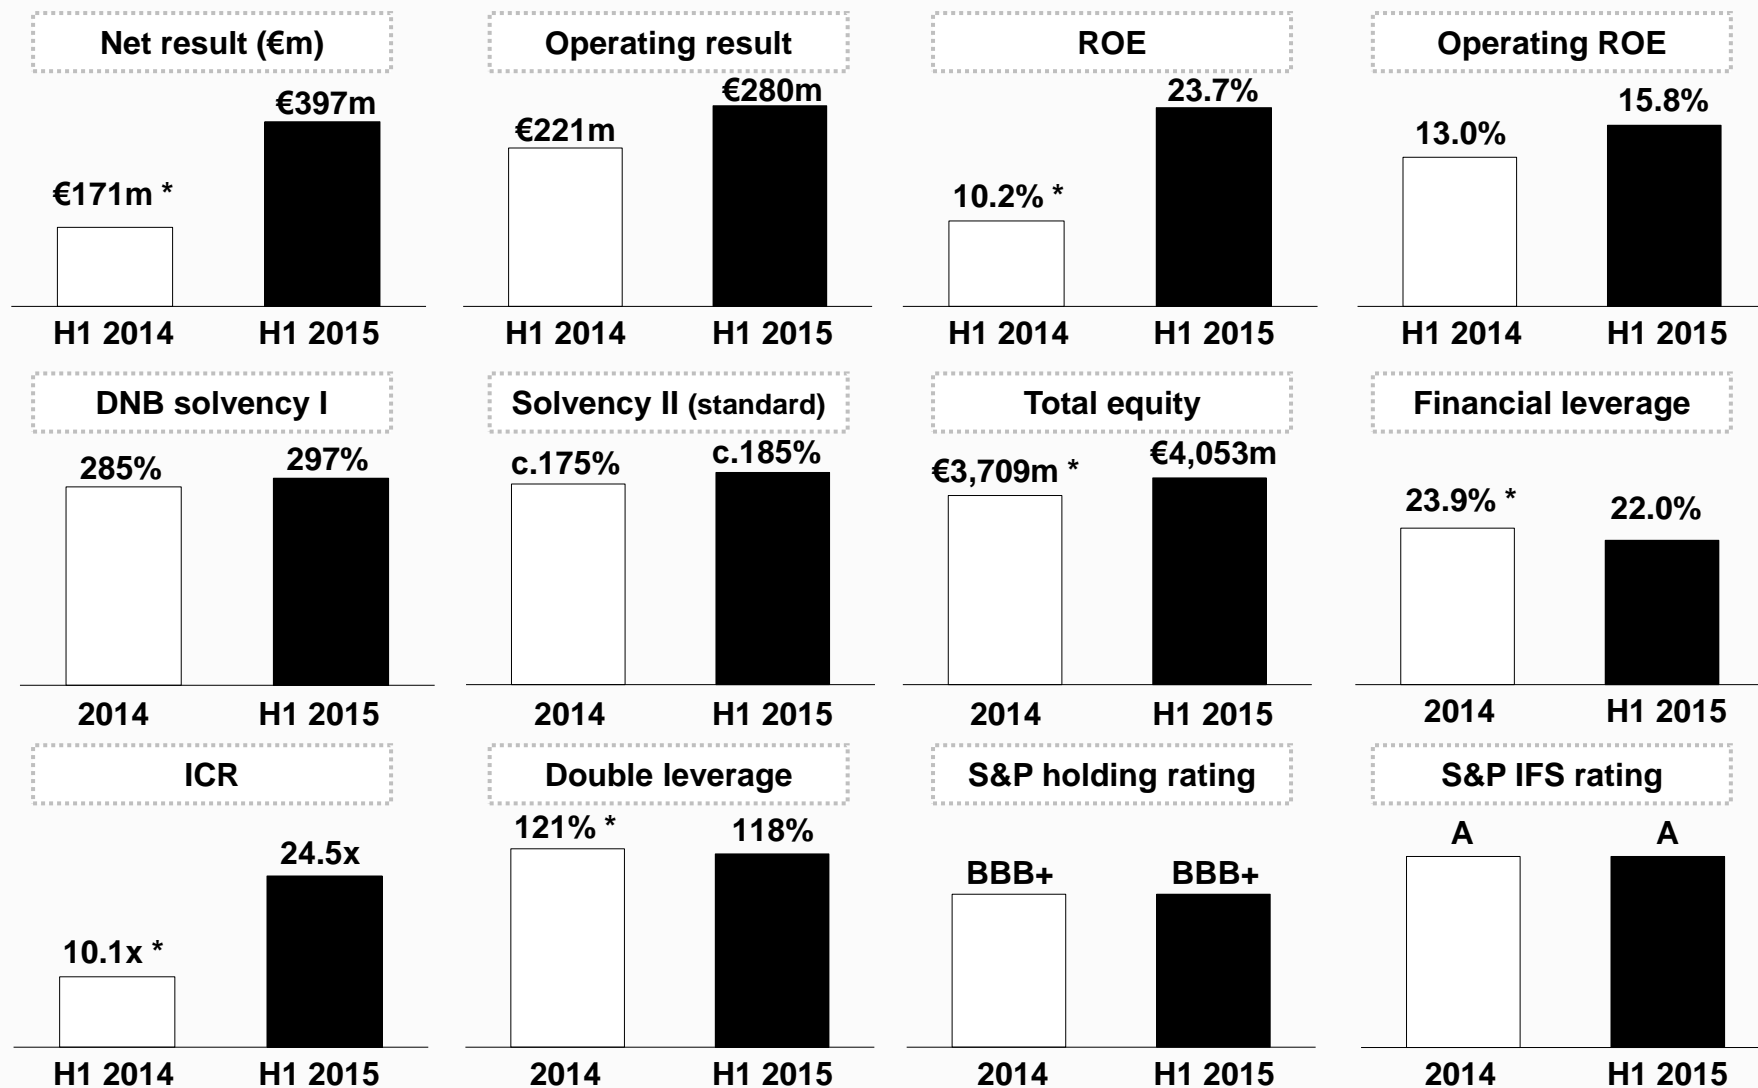 Net result (€m)
€171m *
€397m
H1 2014
H1 2015
Operating result
€221m
€280m
H1 2014
H1 2015
ROE
10.2% *
23.7%
H1 2014
H1 2015
Operating ROE
13.0%
15.8%
H1 2014
H1 2015
DNB solvency I
285%
297%
2014
H1 2015
Solvency II (standard)
c.175%
c.185%
2014
H1 2015
Total equity
€3,709m *
€4,053m
2014
H1 2015
Financial leverage
23.9% *
22.0%
2014
H1 2015
ICR
10.1x *
24.5x
H1 2014
H1 2015
Double leverage
121% *
118%
2014
H1 2015
S&P holding rating
BBB+
BBB+
2014
H1 2015
S&P IFS rating
A
A
2014
H1 2015